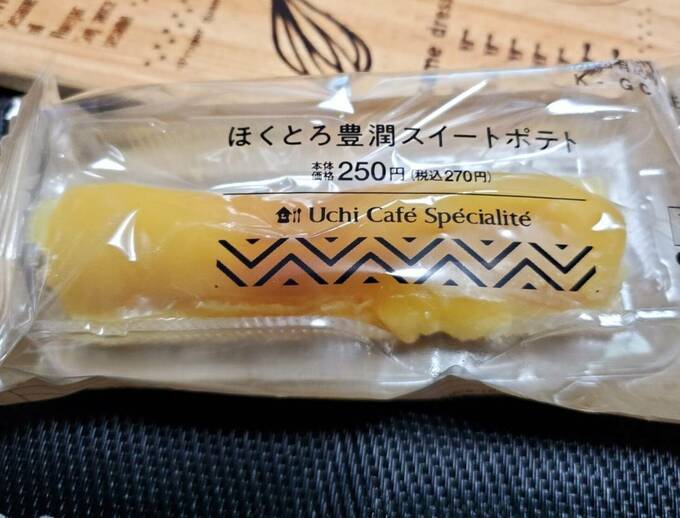 ほくとろ豊潤スイートポテト
本体価格 250円 (税込270円)
Uchi Café Spécialité